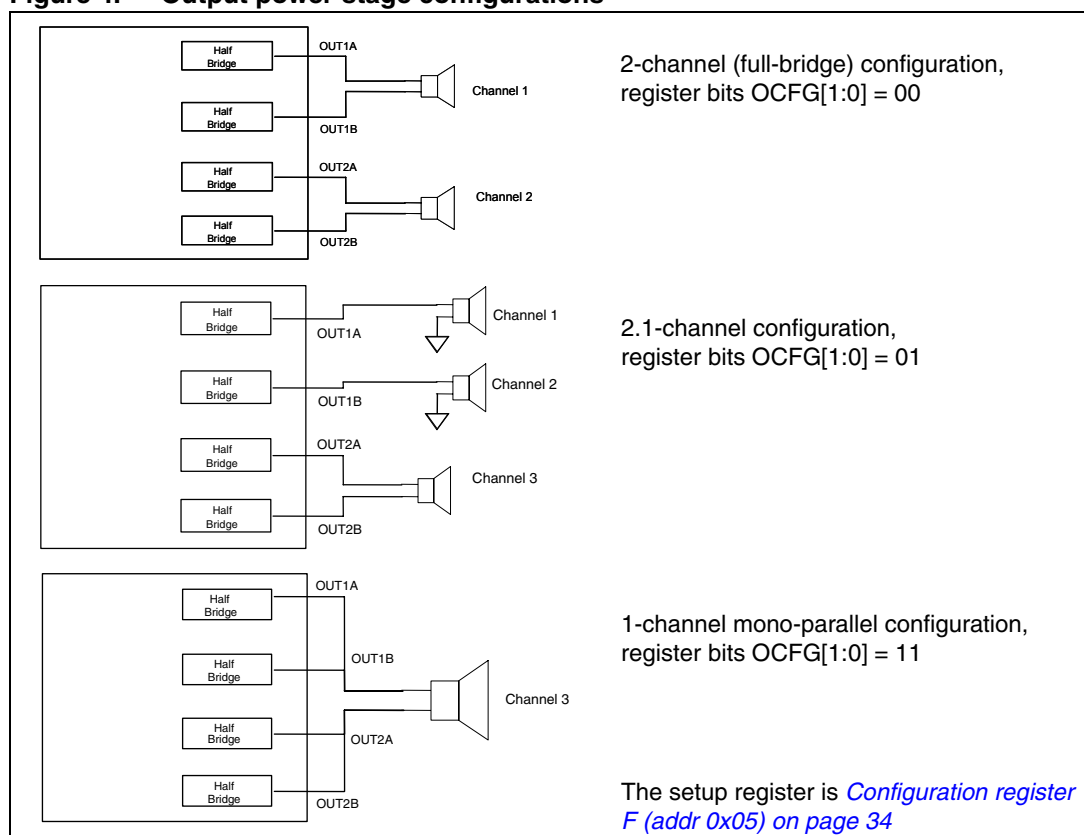 Figure 4. Output power stage configurations
Half
Bridge
OUT1A
Channel 1
Half
Bridge
OUT1B
Half
Bridge
OUT2A
Channel 2
Half
Bridge
OUT2B
2-channel (full-bridge) configuration,
register bits OCFG[1:0] = 00
Half
Bridge
OUT1A
Channel 1
Half
Bridge
OUT1B
Channel 2
Half
Bridge
OUT2A
Channel 3
Half
Bridge
OUT2B
2.1-channel configuration,
register bits OCFG[1:0] = 01
Half
Bridge
OUT1A
Half
Bridge
OUT1B
Channel 3
Half
Bridge
OUT2A
Half
Bridge
OUT2B
1-channel mono-parallel configuration,
register bits OCFG[1:0] = 11
The setup register is Configuration register
F (addr 0x05) on page 34